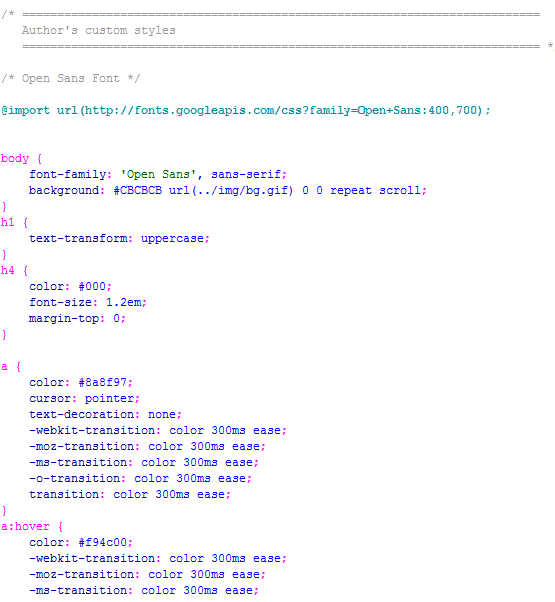 /* ==========================================================================
   Author's custom styles
   ========================================================================== *

/* Open Sans Font */

@import url(http://fonts.googleapis.com/css?family=Open+Sans:400,700);


body {
    font-family: 'Open Sans', sans-serif;
    background: #CBCBCB url(../img/bg.gif) 0 0 repeat scroll;
}
h1 {
    text-transform: uppercase;
}
h4 {
    color: #000;
    font-size: 1.2em;
    margin-top: 0;
}

a {
    color: #8a8f97;
    cursor: pointer;
    text-decoration: none;
    -webkit-transition: color 300ms ease;
    -moz-transition: color 300ms ease;
    -ms-transition: color 300ms ease;
    -o-transition: color 300ms ease;
    transition: color 300ms ease;
}
a:hover {
    color: #f94c00;
    -webkit-transition: color 300ms ease;
    -moz-transition: color 300ms ease;
    -ms-transition: color 300ms ease;